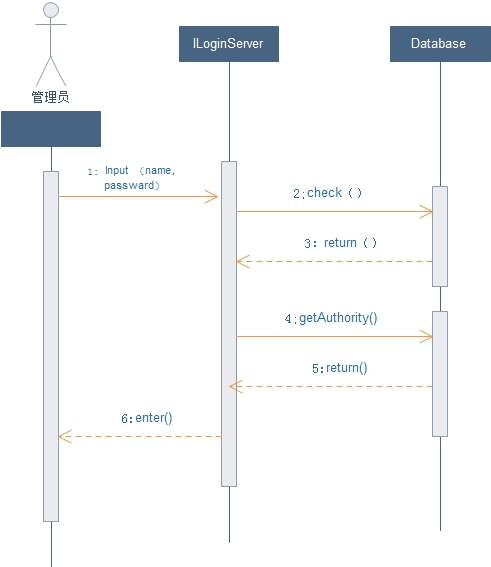 ILoginServer
Database
管理员
1: Input （name,
passward）
2;check（）
3: return（）
4;getAuthority()
5:return()
6:enter()